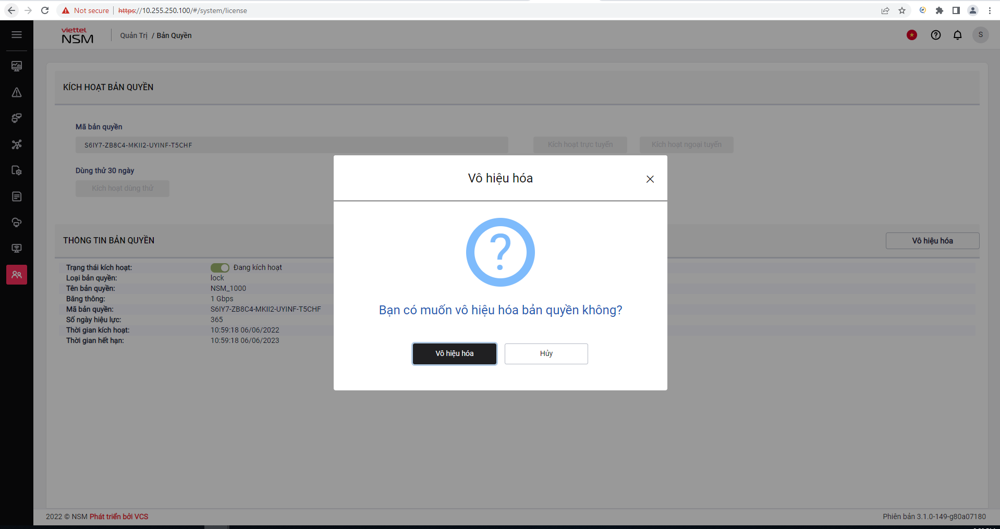 Not secure https://10.255.250.100/#/system/license
viettel
NSM
Quản Trị / Bản Quyền
S
KÍCH HOẠT BẢN QUYỀN
Mã bản quyền
S6IY7-ZB8C4-MKII2-UYINF-T5CHF
Kích hoạt trực tuyến
Kích hoạt ngoại tuyến
Dùng thử 30 ngày
Kích hoạt dùng thử
THÔNG TIN BẢN QUYỀN
Vô hiệu hóa
Trạng thái kích hoạt: Đang kích hoạt
Loại bản quyền: lock
Tên bản quyền: NSM_1000
Băng thông: 1 Gbps
Mã bản quyền: S6IY7-ZB8C4-MKII2-UYINF-T5CHF
Số ngày hiệu lực: 365
Thời gian kích hoạt: 10:59:18 06/06/2022
Thời gian hết hạn: 10:59:18 06/06/2023
Vô hiệu hóa
?
Bạn có muốn vô hiệu hóa bản quyền không?
Vô hiệu hóa
Hủy
2022 © NSM Phát triển bởi VCS
Phiên bản 3.1.0-149-g80a07180